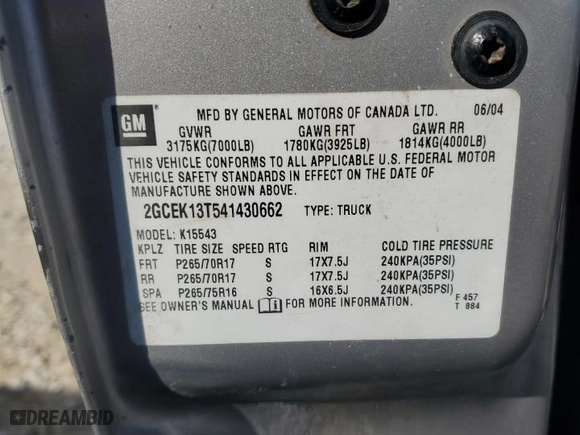 GM
MFD BY GENERAL MOTORS OF CANADA LTD. 06/04
GVWR GAWR FRT GAWR RR
3175KG(7000LB) 1780KG(3925LB) 1814KG(4000LB)
THIS VEHICLE CONFORMS TO ALL APPLICABLE U.S. FEDERAL MOTOR
VEHICLE SAFETY STANDARDS IN EFFECT ON THE DATE OF
MANUFACTURE SHOWN ABOVE.
2GCEK13T541430662 TYPE: TRUCK
MODEL: K15543
KPLZ TIRE SIZE SPEED RTG RIM COLD TIRE PRESSURE
FRT P265/70R17 S 17X7.5J 240KPA(35PSI)
RR P265/70R17 S 17X7.5J 240KPA(35PSI)
SPA P265/75R16 S 16X6.5J 240KPA(35PSI)
SEE OWNER'S MANUAL FOR MORE INFORMATION. F 457
T 884
DREAMBID